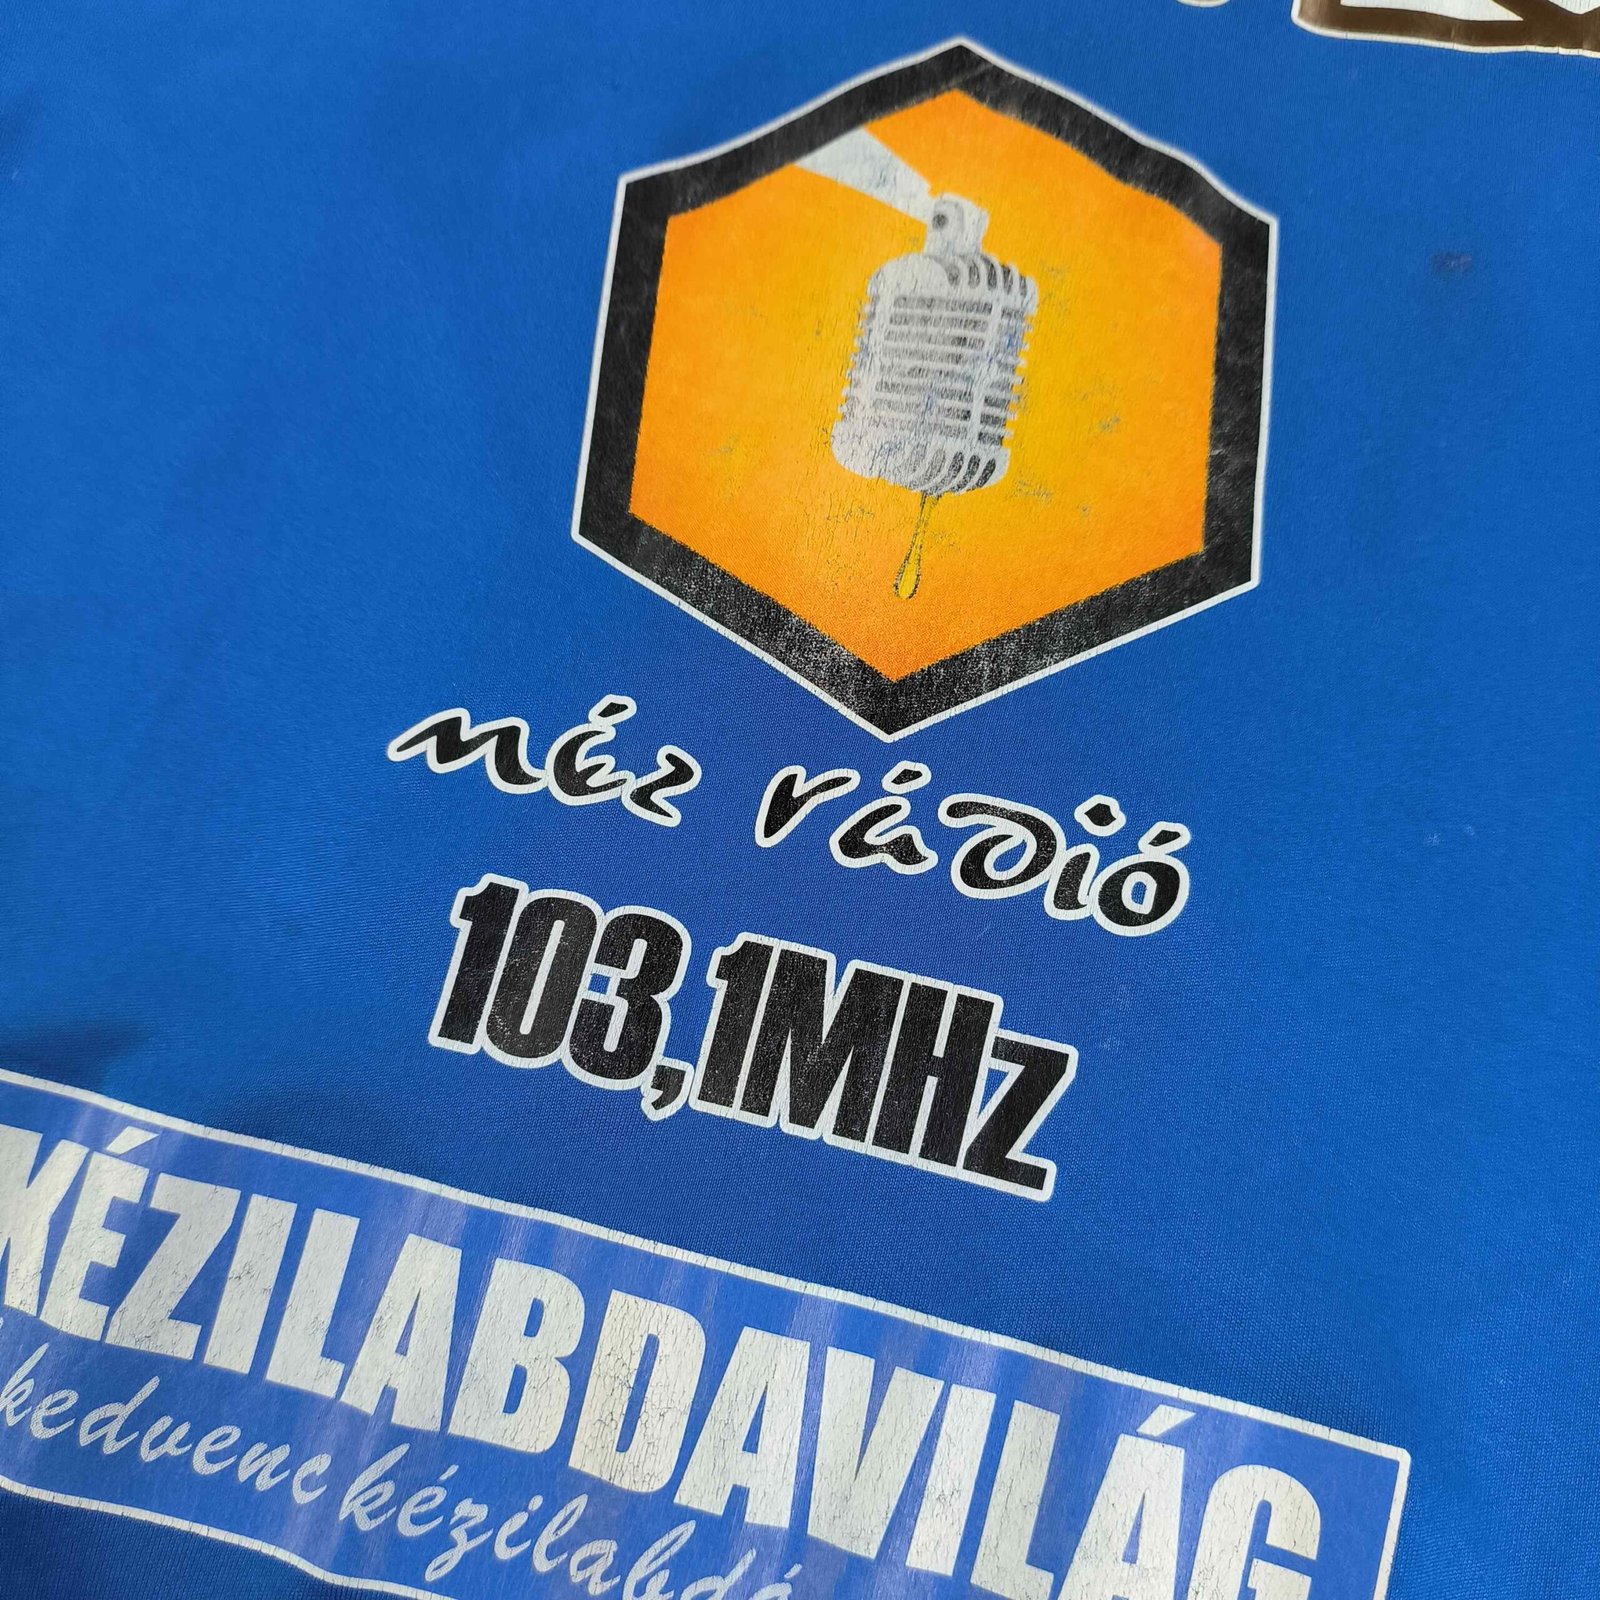 méz rádió
103,1MHz
KÉZILABDAVILÁG
kedvenc kézilabdá